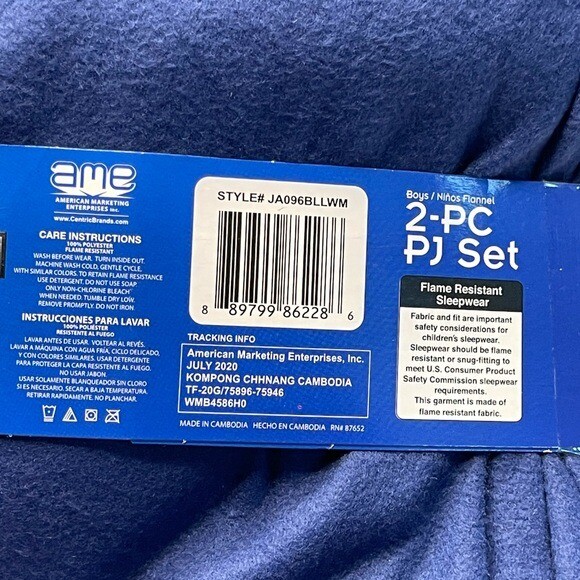 ame
AMERICAN MARKETING
ENTERPRISES Inc.
www.CentricBrands.com
CARE INSTRUCTIONS
100% POLYESTER
FLAME RESISTANT
WASH BEFORE WEAR. TURN INSIDE OUT.
MACHINE WASH COLD, GENTLE CYCLE.
WITH SIMILAR COLORS. TO RETAIN FLAME RESISTANCE
USE DETERGENT. DO NOT USE SOAP.
ONLY NON-CHLORINE BLEACH
WHEN NEEDED. TUMBLE DRY LOW.
REMOVE PROMPTLY. DO NOT IRON.
INSTRUCCIONES PARA LAVAR
100% POLIÉSTER
RESISTENTE AL FUEGO
LAVAR ANTES DE USAR. VOLTEAR AL REVÉS.
LAVAR A MÁQUINA CON AGUA FRÍA, CICLO DELICADO,
Y CON COLORES SIMILARES. USAR DETERGENTE
PARA PROTEGER LA CAPA RESISTENTE AL FUEGO.
NO USAR JABÓN.
USAR SOLAMENTE BLANQUEADOR SIN CLORO
SI ES NECESARIO. SECAR A BAJA TEMPERATURA.
RETIRAR RAPIDAMENTE. NO PLANCHAR.
STYLE# JA096BLLWM
8 89799 86228 6
TRACKING INFO
American Marketing Enterprises, Inc.
JULY 2020
KOMPONG CHHNANG CAMBODIA
TF-20G/75896-75946
WMB4586H0
MADE IN CAMBODIA HECHO EN CAMBODIA RN# 87652
Boys / Niños Flannel
2-PC
PJ Set
Flame Resistant
Sleepwear
Fabric and fit are important
safety considerations for
children's sleepwear.
Sleepwear should be flame
resistant or snug-fitting to
meet U.S. Consumer Product
Safety Commission sleepwear
requirements.
This garment is made of
flame resistant fabric.